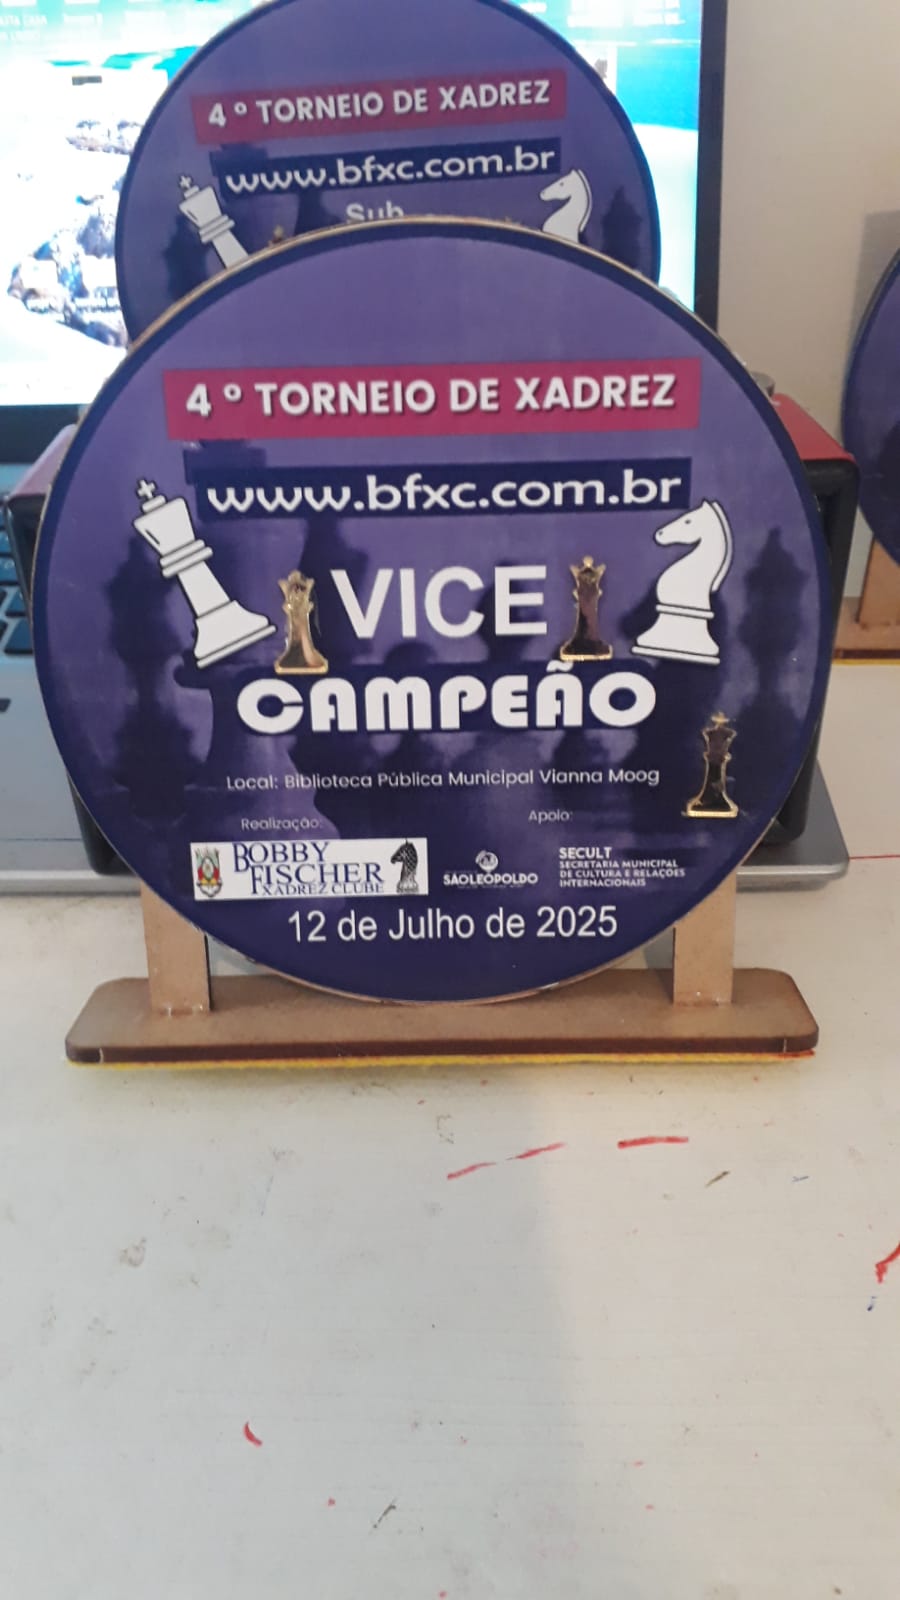 4 º TORNEIO DE XADREZ
www.bfxc.com.br
Sub
4 º TORNEIO DE XADREZ
www.bfxc.com.br
VICE
CAMPEÃO
Local: Biblioteca Pública Municipal Vianna Moog
Realização:
Apoio:
BOBBY
FISCHER
XADREZ CLUBE
SÃO LEOPOLDO
SECULT
SECRETARIA MUNICIPAL
DE CULTURA E RELAÇÕES
INTERNACIONAIS
12 de Julho de 2025